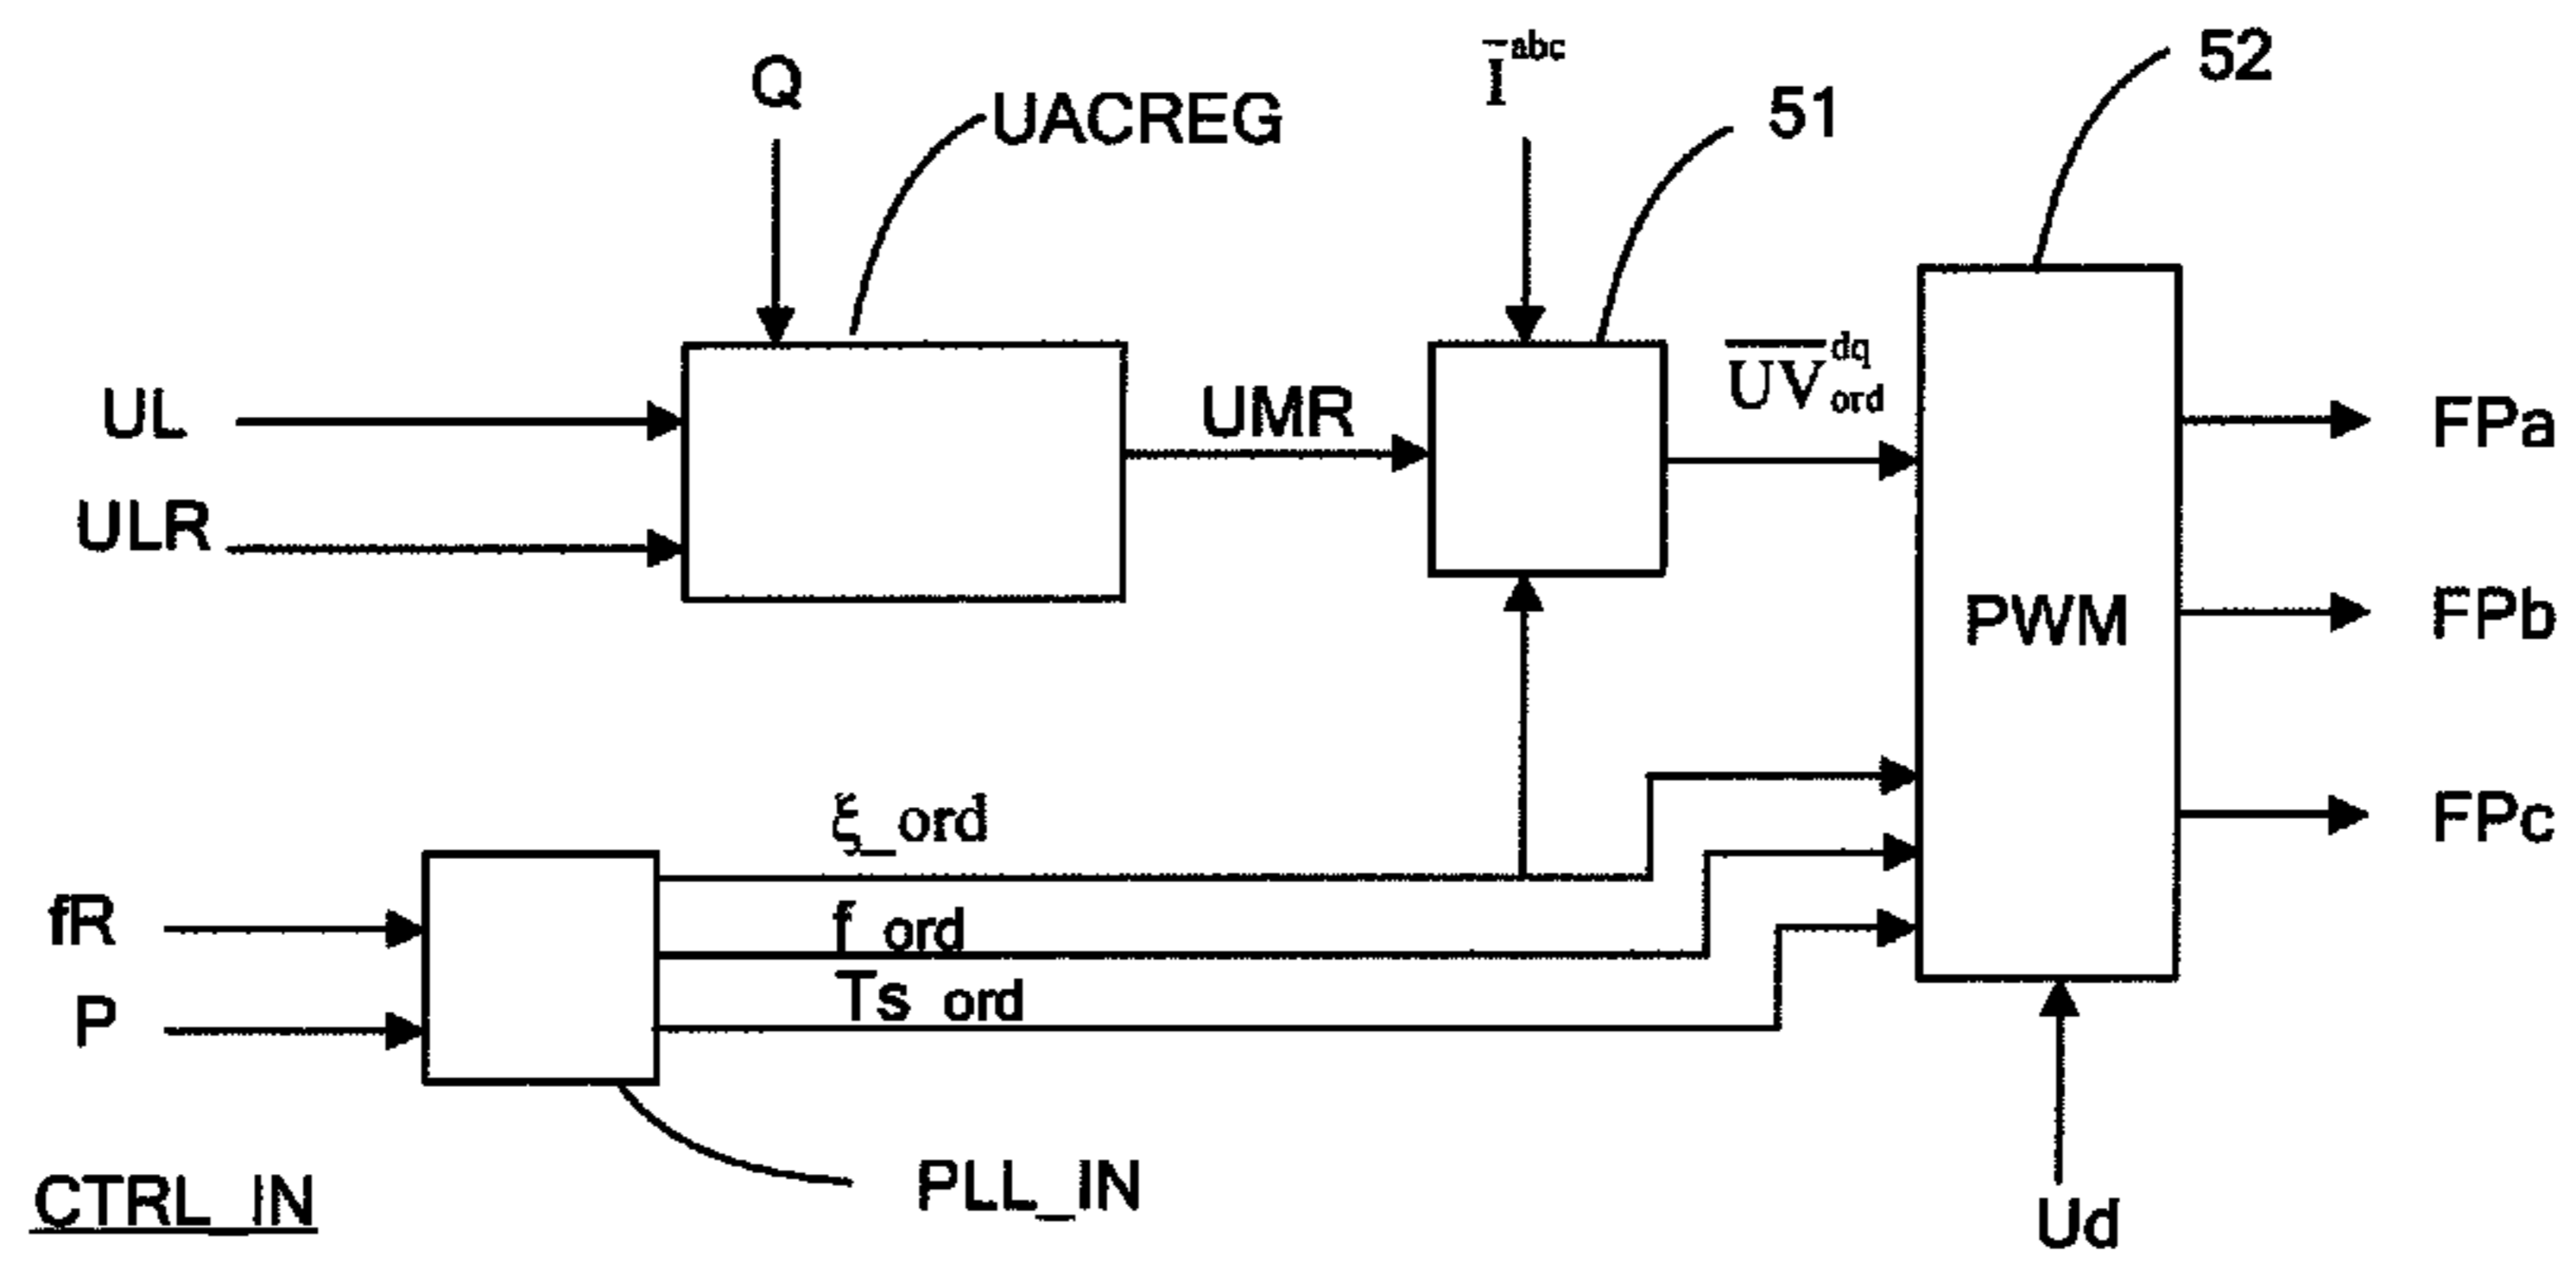 Q
UACREG
I̅^abc
51
52
UL
ULR
UMR
U̅V̅^dq_ord
FPa
FPb
FPc
PWM
ξ_ord
f_ord
Ts_ord
fR
P
PLL_IN
CTRL_IN
Ud